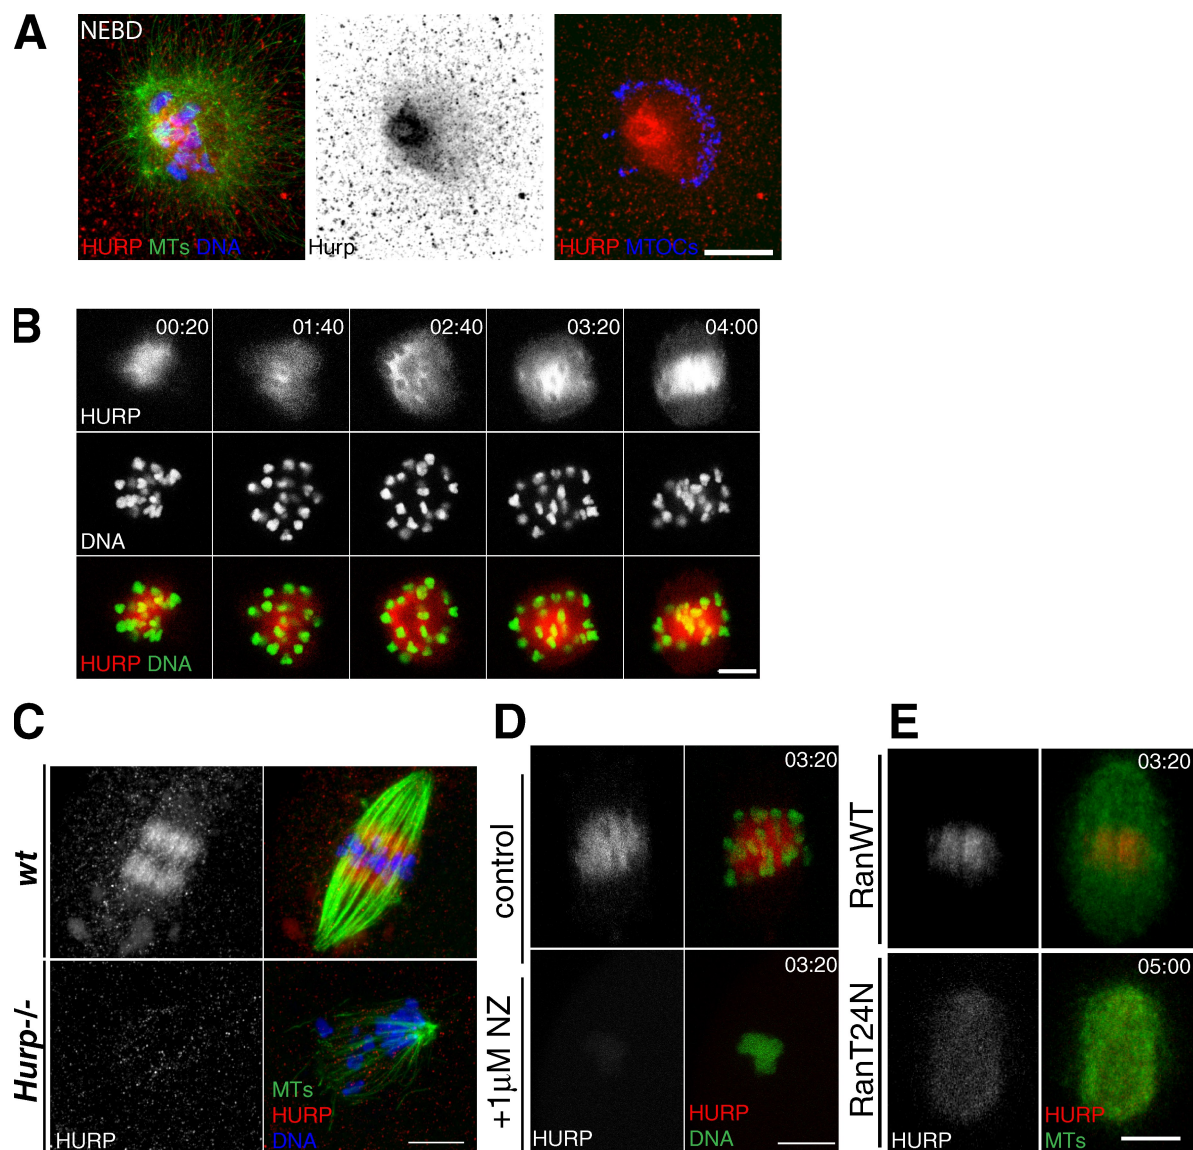 A
NEBD
HURP MTs DNA
Hurp
HURP MTOCs
B
00:20 01:40 02:40 03:20 04:00
HURP
DNA
HURP DNA
C
wt
Hurp-/-
HURP
MTs
HURP
DNA
D
control
03:20
+1μM NZ
03:20
HURP
HURP
DNA
E
RanWT
03:20
RanT24N
05:00
HURP
HURP
MTs